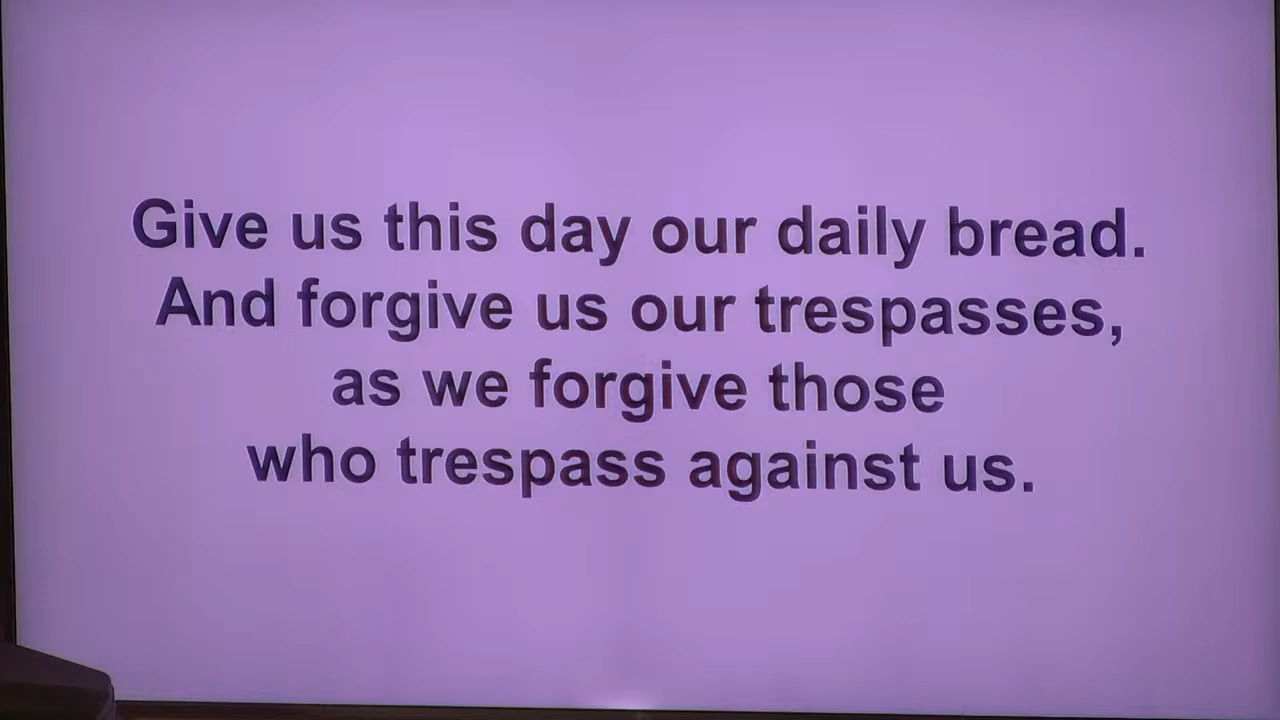 Give us this day our daily bread.
And forgive us our trespasses,
as we forgive those
who trespass against us.